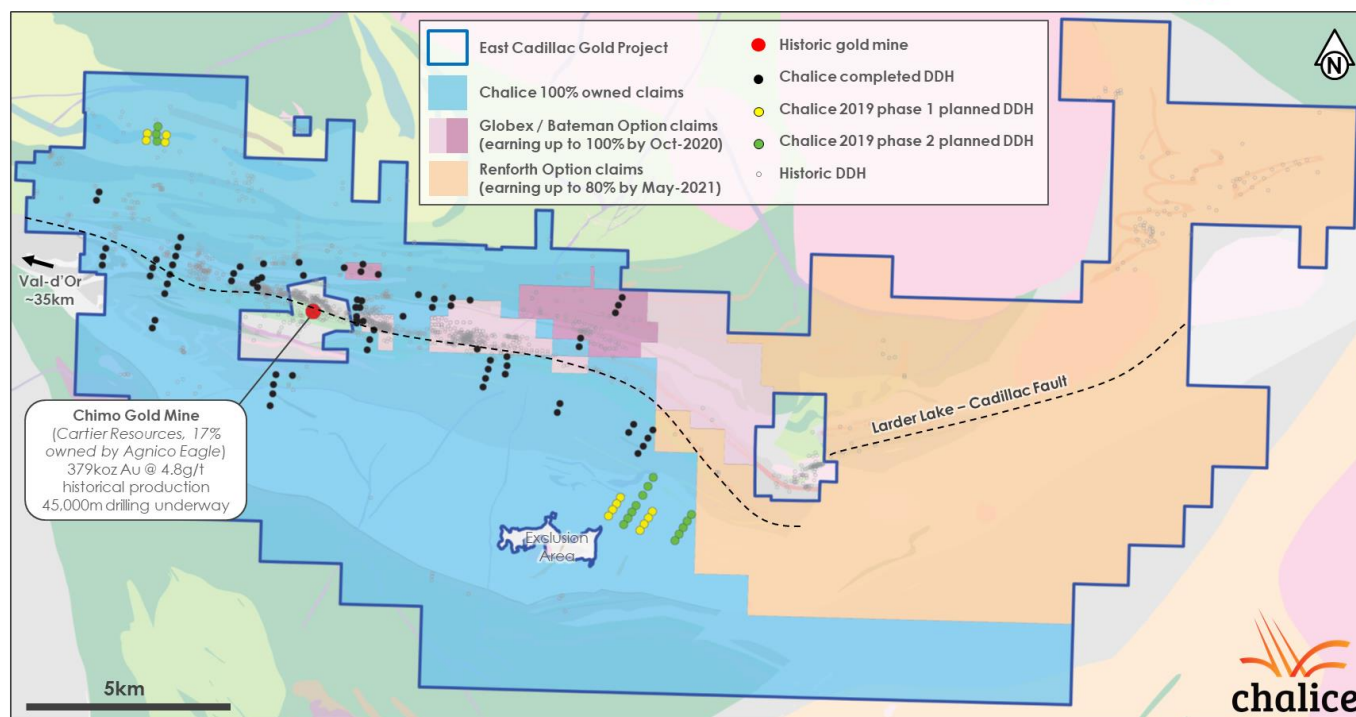 East Cadillac Gold Project
Chalice 100% owned claims
Globex / Bateman Option claims
(earning up to 100% by Oct-2020)
Renforth Option claims
(earning up to 80% by May-2021)
Historic gold mine
Chalice completed DDH
Chalice 2019 phase 1 planned DDH
Chalice 2019 phase 2 planned DDH
Historic DDH
N
Val-d'Or
~35km
Larder Lake – Cadillac Fault
Chimo Gold Mine
(Cartier Resources, 17%
owned by Agnico Eagle)
379koz Au @ 4.8g/t
historical production
45,000m drilling underway
Exclusion
Area
5km
chalice